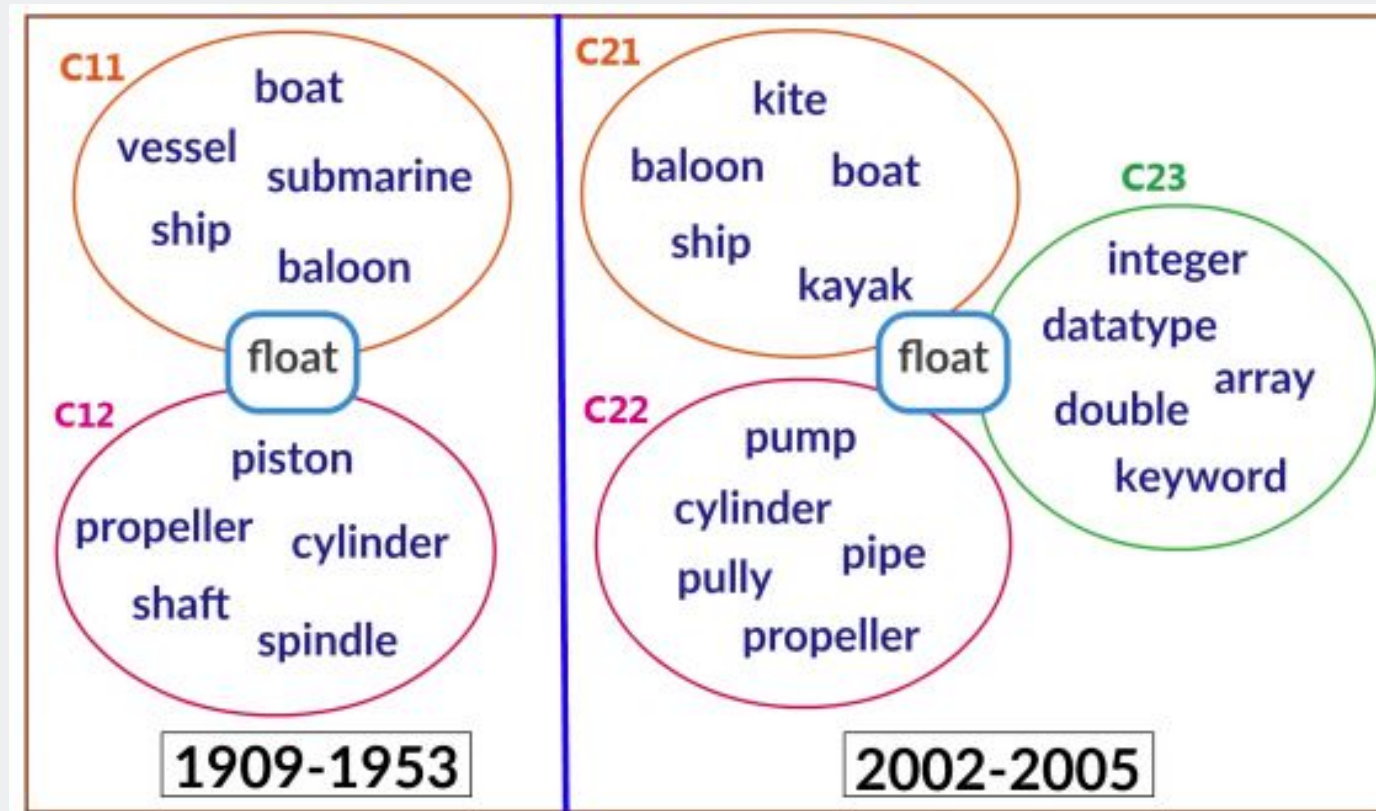 C11
boat
vessel
submarine
ship
baloon
float
C12
piston
propeller
cylinder
shaft
spindle
1909-1953
C21
kite
baloon
boat
ship
kayak
float
C22
pump
cylinder
pipe
pully
propeller
C23
integer
datatype
array
double
keyword
2002-2005